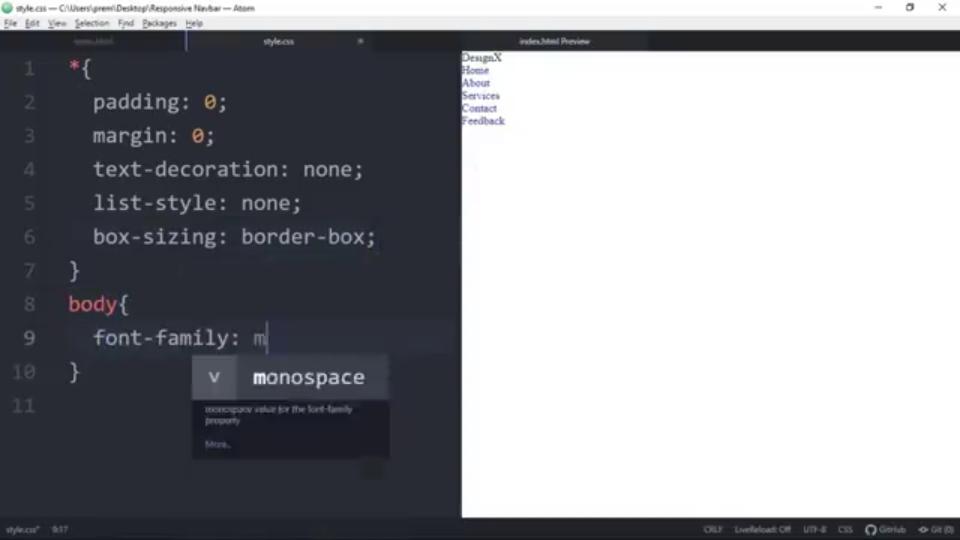 style.css — C:\Users\prem\Desktop\Responsive Navbar — Atom
File Edit View Selection Find Packages Help
index.html
style.css
index.html Preview
1 *{
2 padding: 0;
3 margin: 0;
4 text-decoration: none;
5 list-style: none;
6 box-sizing: border-box;
7 }
8 body{
9 font-family: m
10 }
11
v monospace
monospace value for the font-family
property
More..
DesignX
Home
About
Services
Contact
Feedback
style.css* 9:17
CRLF LiveReload: Off UTF-8 CSS GitHub Git (0)